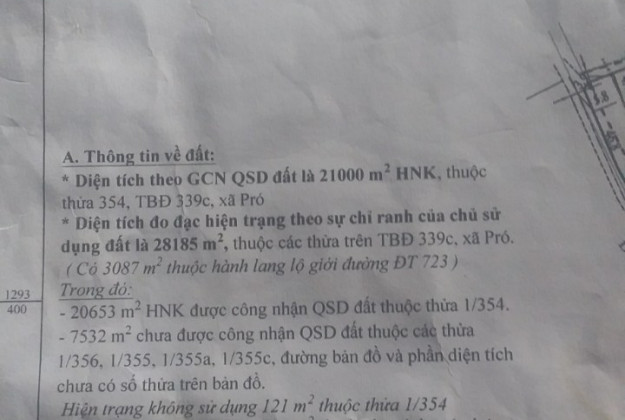 A. Thông tin về đất:
* Diện tích theo GCN QSD đất là 21000 m² HNK, thuộc
thửa 354, TBĐ 339c, xã Pró
* Diện tích đo đạc hiện trạng theo sự chỉ ranh của chủ sử
dụng đất là 28185 m², thuộc các thửa trên TBĐ 339c, xã Pró.
( Có 3087 m² thuộc hành lang lộ giới đường ĐT 723 )
Trong đó:
1293
400
- 20653 m² HNK được công nhận QSD đất thuộc thửa 1/354.
- 7532 m² chưa được công nhận QSD đất thuộc các thửa
1/356, 1/355, 1/355a, 1/355c, đường bản đồ và phần diện tích
chưa có số thửa trên bản đồ.
Hiện trạng không sử dụng 121 m² thuộc thửa 1/354